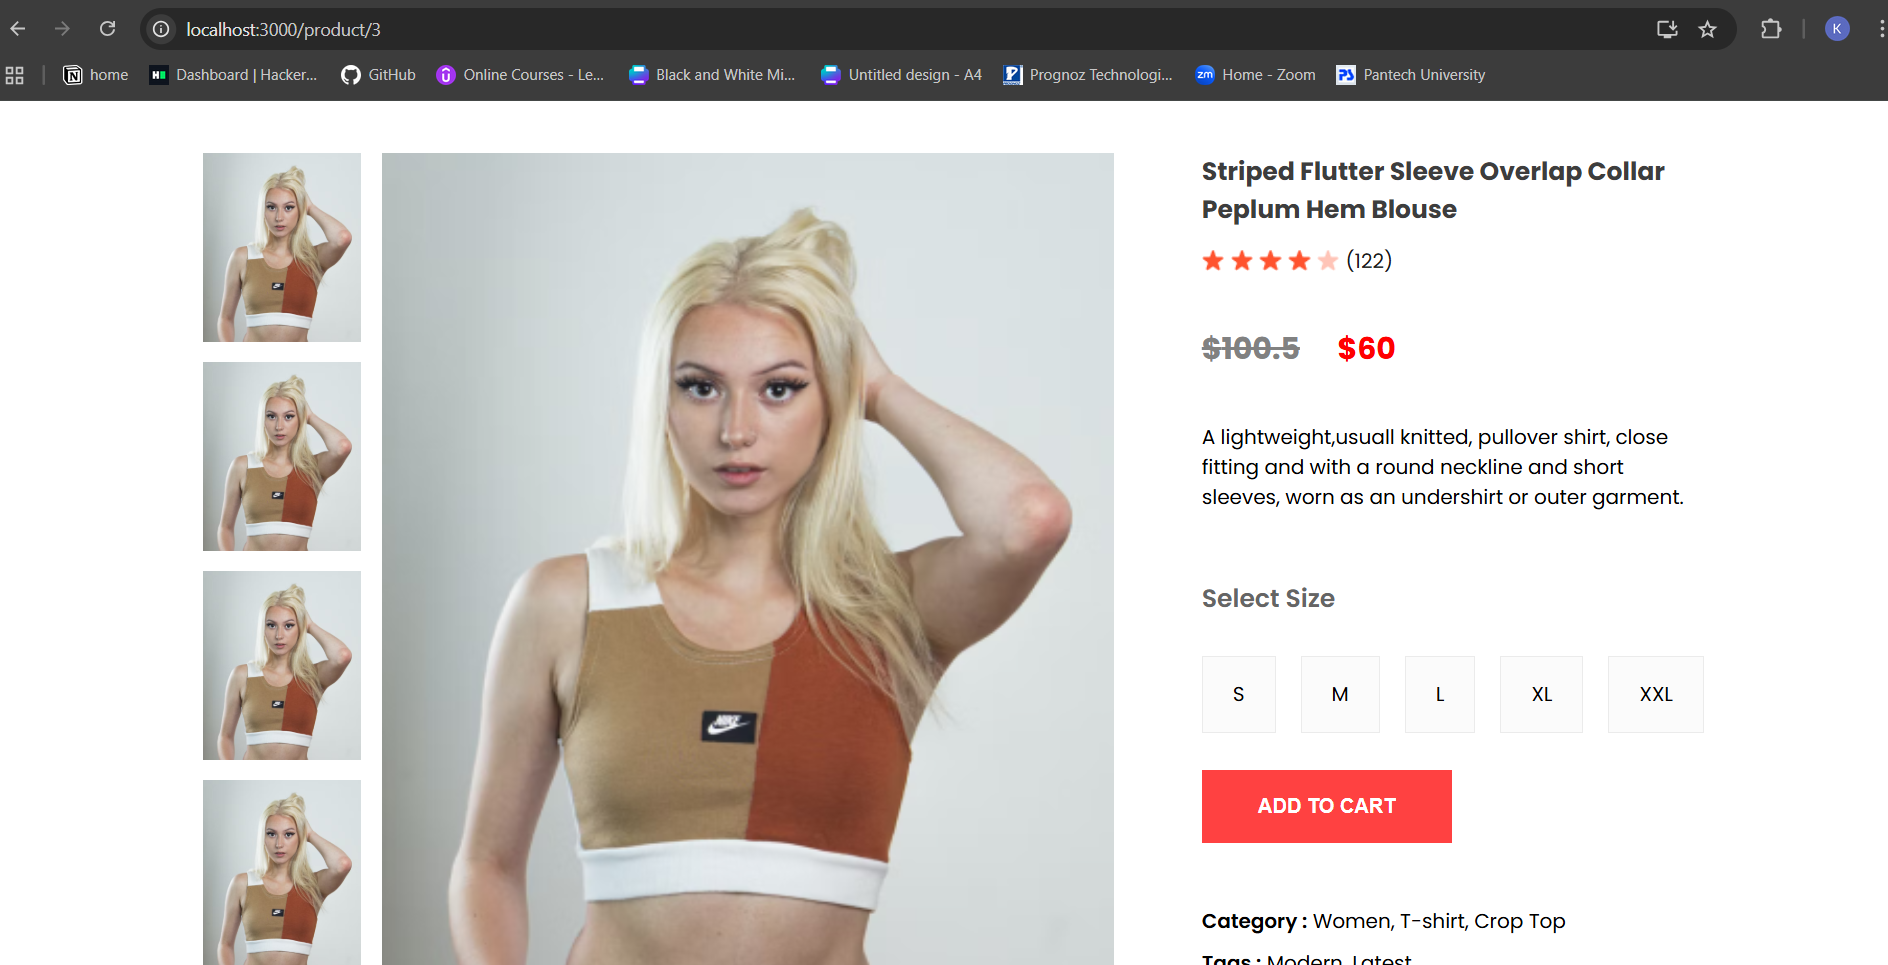 localhost:3000/product/3
K
home
Dashboard | Hacker...
GitHub
Online Courses - Le...
Black and White Mi...
Untitled design - A4
Prognoz Technologi...
zm
Home - Zoom
PS
Pantech University
Striped Flutter Sleeve Overlap Collar
Peplum Hem Blouse
(122)
$100.5 $60
A lightweight,usuall knitted, pullover shirt, close
fitting and with a round neckline and short
sleeves, worn as an undershirt or outer garment.
Select Size
S M L XL XXL
ADD TO CART
NIKE
Category : Women, T-shirt, Crop Top
Tags : Modern, Latest